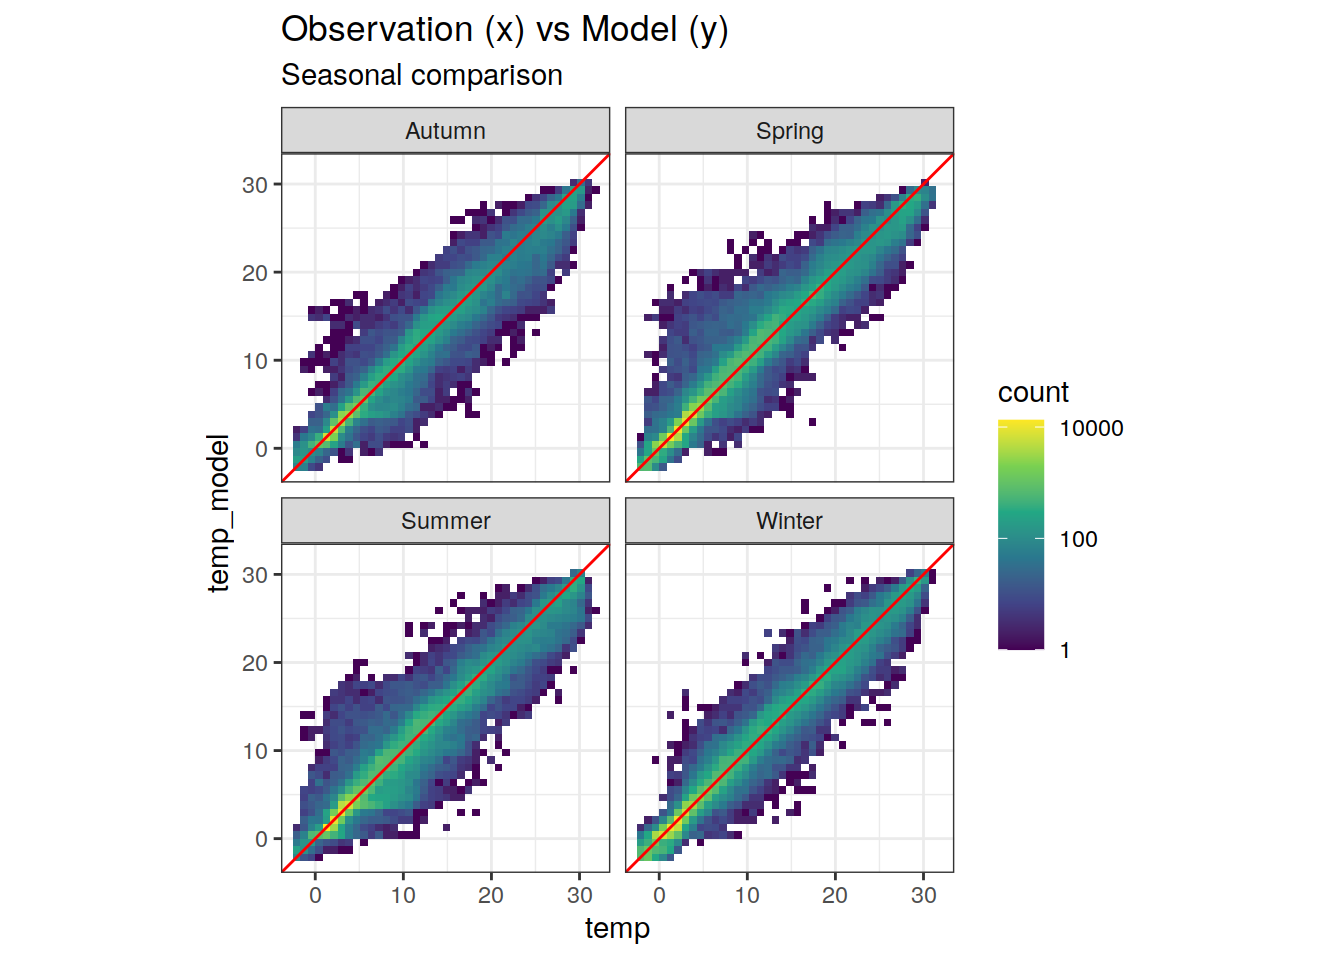 Observation (x) vs Model (y)
Seasonal comparison
Autumn
Spring
30
20
10
0
Summer
Winter
30
20
10
0
0
10
20
30
0
10
20
30
temp
temp_model
count
10000
100
1